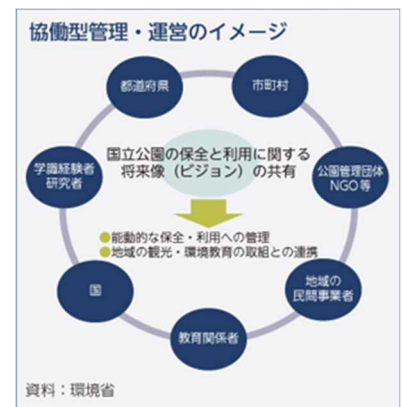 協働型管理・運営のイメージ
都道府県
市町村
国立公園の保全と利用に関する
将来像（ビジョン）の共有
学識経験者
研究者
公園管理団体
NGO等
●能動的な保全・利用への管理
●地域の観光・環境教育の取組との連携
国
地域の
民間事業者
教育関係者
資料：環境省